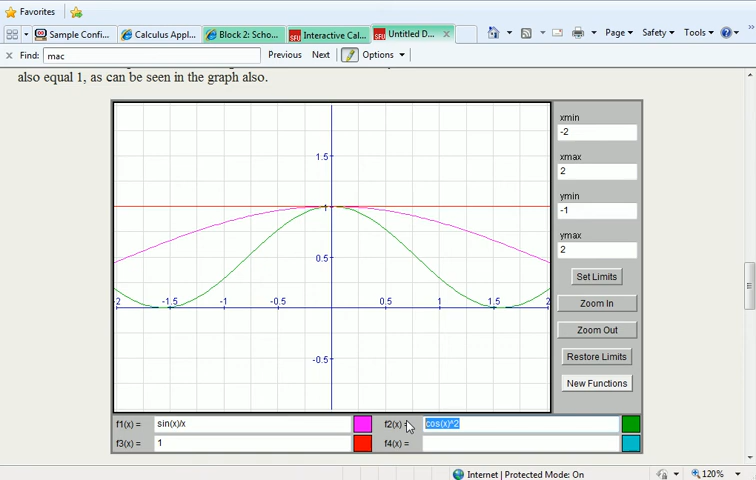 Favorites
Sample Confi... Calculus Appl... Block 2: Scho... Interactive Cal... Untitled D... Page Safety Tools
Find: mac Previous Next Options
also equal 1, as can be seen in the graph also.
xmin
-2
xmax
2
ymin
-1
ymax
2
Set Limits
Zoom In
Zoom Out
Restore Limits
New Functions
1.5
1
0.5
-2 -1.5 -1 -0.5 0.5 1 1.5 2
-0.5
f1(x) = sin(x)/x f2(x) = cos(x)^2
f3(x) = 1 f4(x) =
Internet | Protected Mode: On 120%